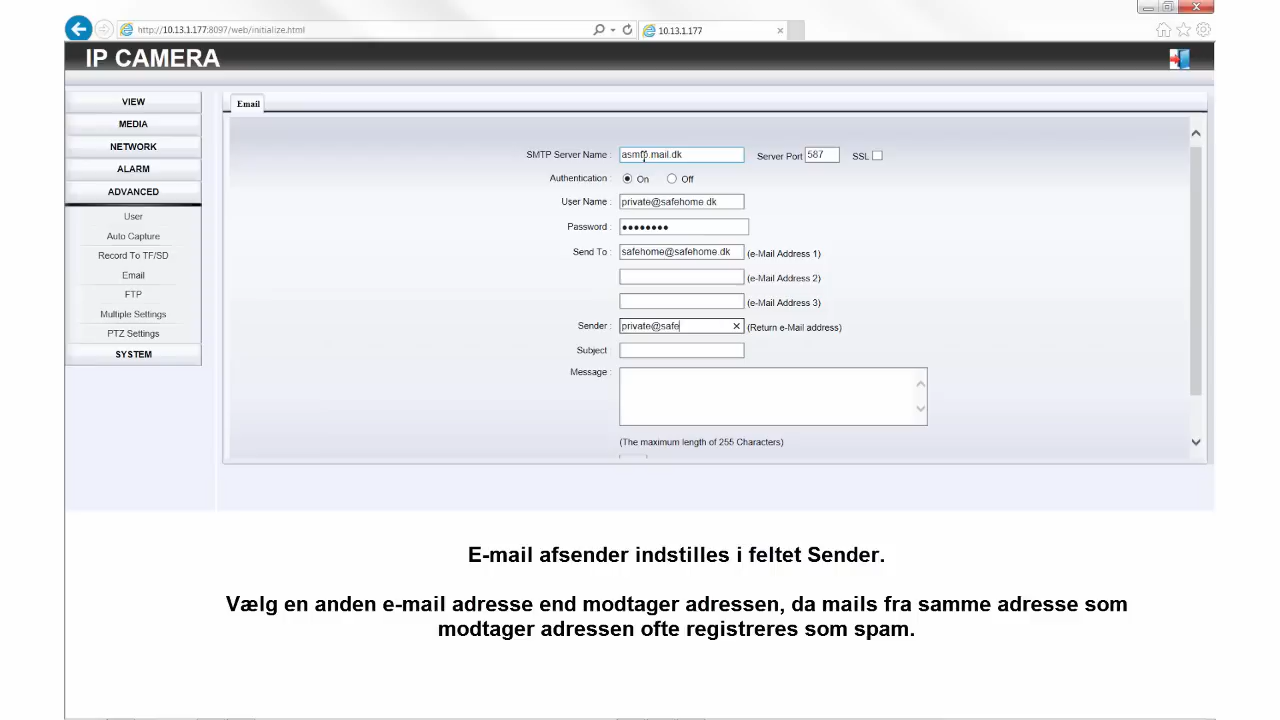 http://10.13.1.177:8097/web/initialize.html
10.13.1.177
IP CAMERA
VIEW
MEDIA
NETWORK
ALARM
ADVANCED
User
Auto Capture
Record To TF/SD
Email
FTP
Multiple Settings
PTZ Settings
SYSTEM
Email
SMTP Server Name : asmtp.mail.dk Server Port 587 SSL
Authentication : On Off
User Name : private@safehome.dk
Password : ••••••••
Send To : safehome@safehome.dk (e-Mail Address 1)
(e-Mail Address 2)
(e-Mail Address 3)
Sender : private@safe (Return e-Mail address)
Subject :
Message :
(The maximum length of 255 Characters)
E-mail afsender indstilles i feltet Sender.
Vælg en anden e-mail adresse end modtager adressen, da mails fra samme adresse som
modtager adressen ofte registreres som spam.